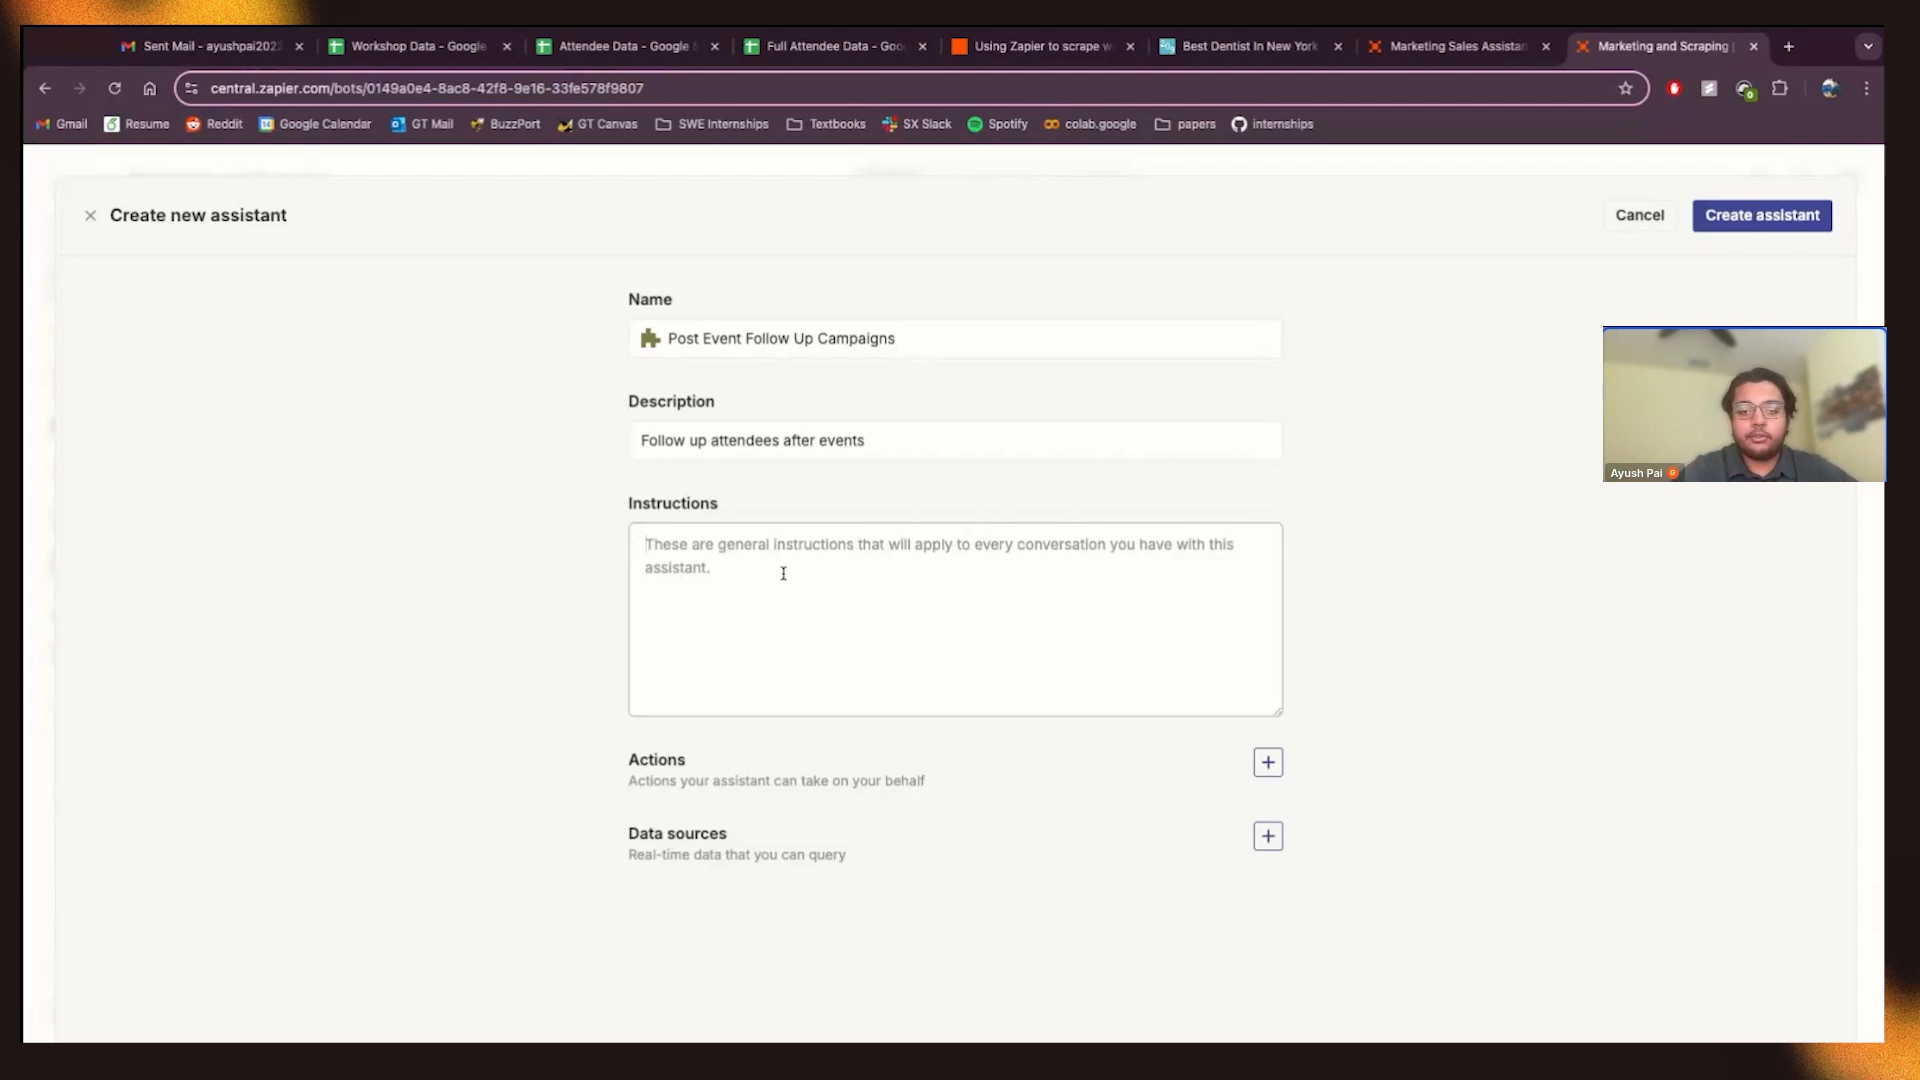 Sent Mail - ayushpai202
Workshop Data - Google
Attendee Data - Google
Full Attendee Data - Goo
Using Zapier to scrape w
Best Dentist In New York
Marketing Sales Assistan
Marketing and Scraping
central.zapier.com/bots/0149a0e4-8ac8-42f8-9e16-33fe578f9807
Gmail
Resume
Reddit
Google Calendar
GT Mail
BuzzPort
GT Canvas
SWE Internships
Textbooks
SX Slack
Spotify
colab.google
papers
internships
Create new assistant
Cancel
Create assistant
Name
Post Event Follow Up Campaigns
Description
Follow up attendees after events
Instructions
These are general instructions that will apply to every conversation you have with this
assistant.
Actions
Actions your assistant can take on your behalf
Data sources
Real-time data that you can query
Ayush Pai